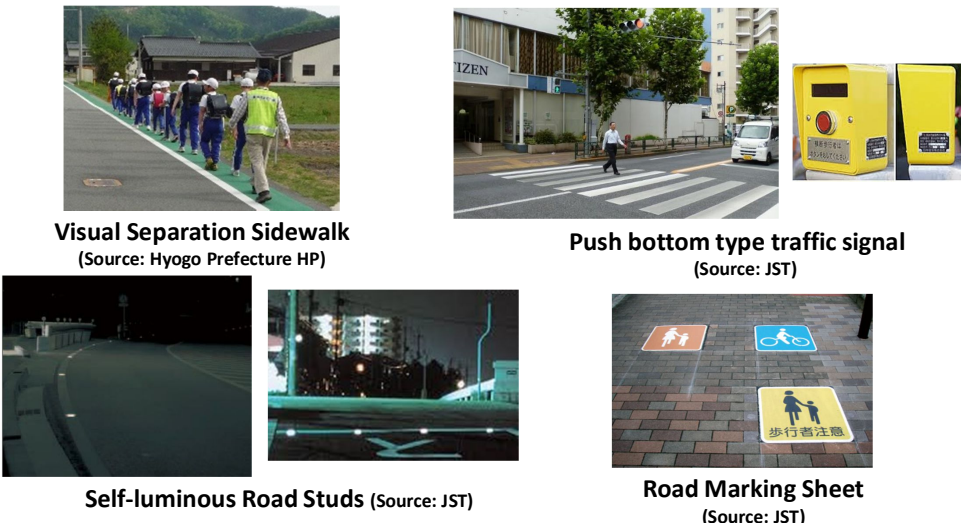 TIZEN
Visual Separation Sidewalk
(Source: Hyogo Prefecture HP)
Push bottom type traffic signal
(Source: JST)
歩行者注意
Self-luminous Road Studs (Source: JST)
Road Marking Sheet
(Source: JST)